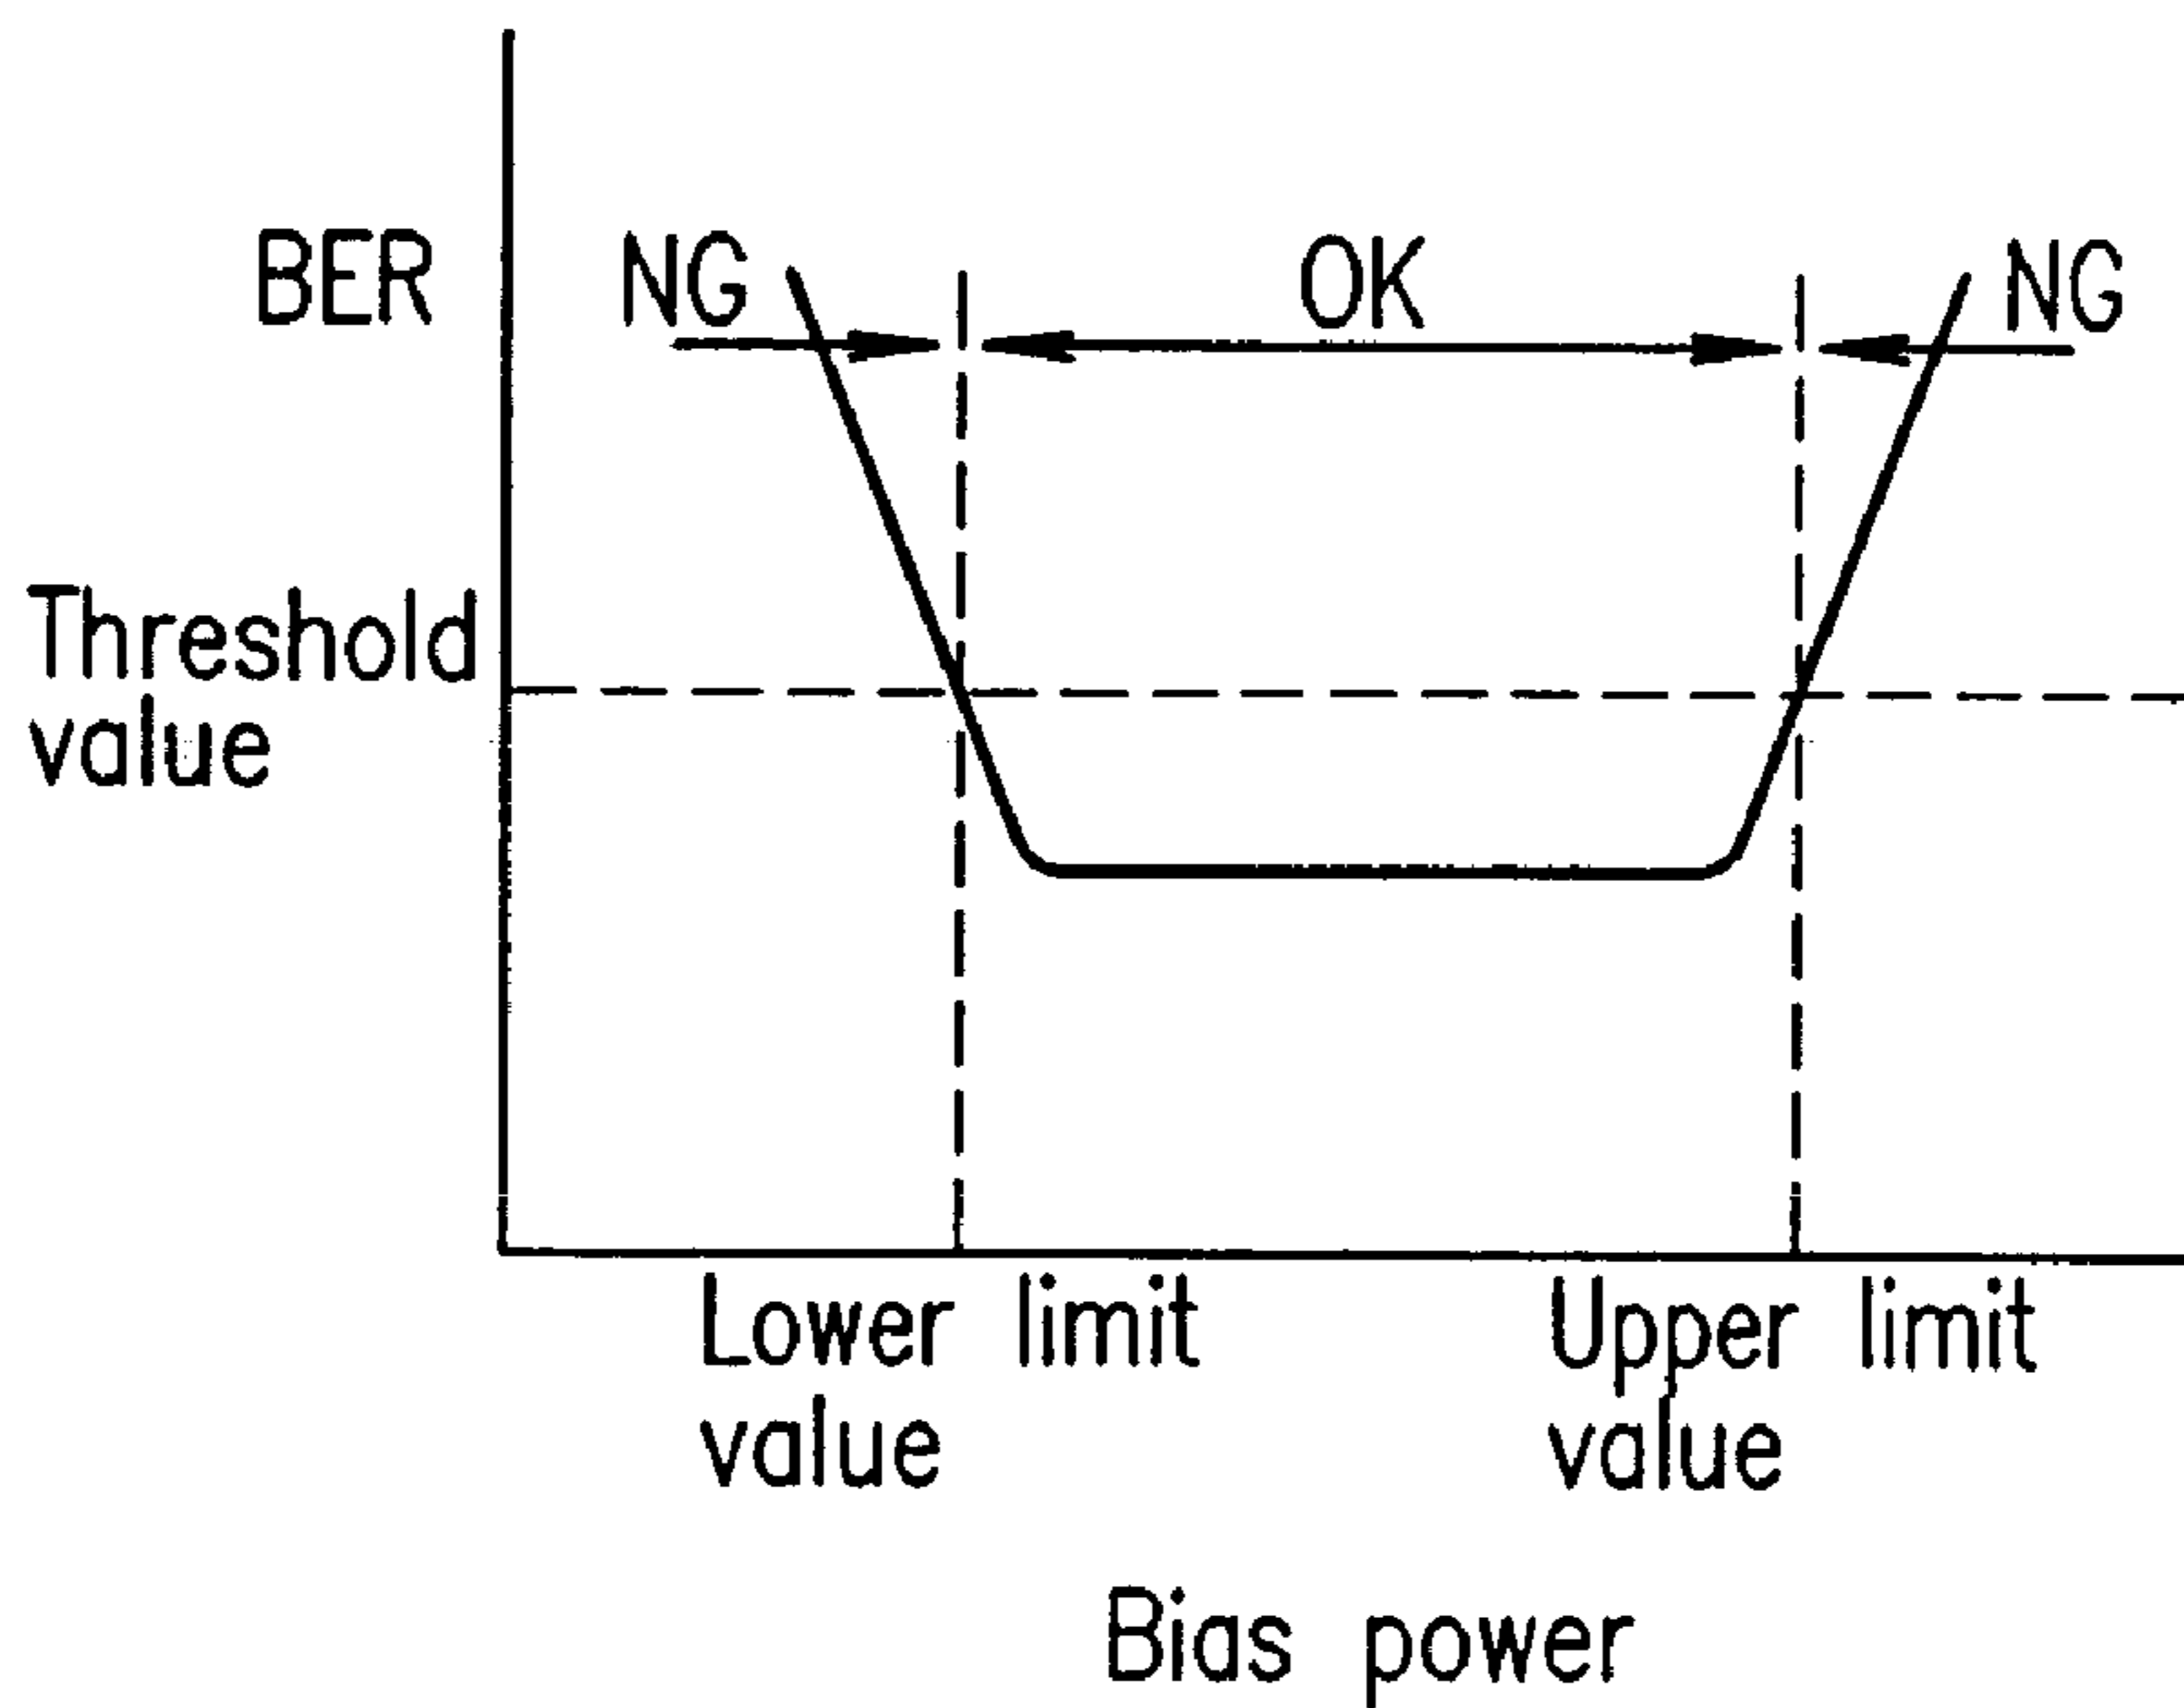 BER
NG
OK
NG
Threshold
value
Lower limit
value
Upper limit
value
Bias power